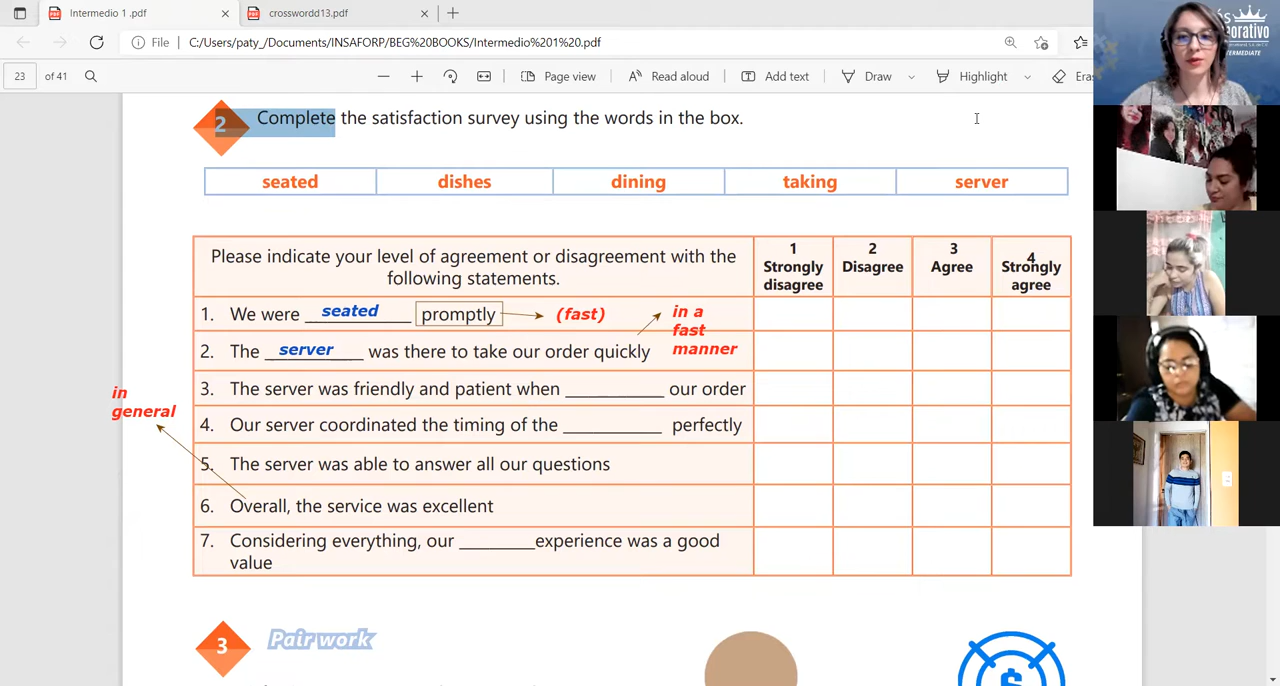 Intermedio 1 .pdf
crosswordd13.pdf
File
C:/Users/paty_/Documents/INSAFORP/BEG%20BOOKS/Intermedio%201%20.pdf
23 of 41
Page view
Read aloud
Add text
Draw
Highlight
2 Complete the satisfaction survey using the words in the box.
seated dishes dining taking server
Please indicate your level of agreement or disagreement with the
following statements.
1
Strongly
disagree
2
Disagree
3
Agree
4
Strongly
agree
1. We were seated promptly (fast)
in a
fast
manner
2. The server was there to take our order quickly
3. The server was friendly and patient when __________ our order
in
general
4. Our server coordinated the timing of the __________ perfectly
5. The server was able to answer all our questions
6. Overall, the service was excellent
7. Considering everything, our ________experience was a good
value
3 Pair work
$